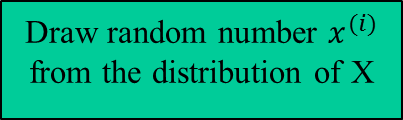 Draw random number x⁽ⁱ⁾
from the distribution of X